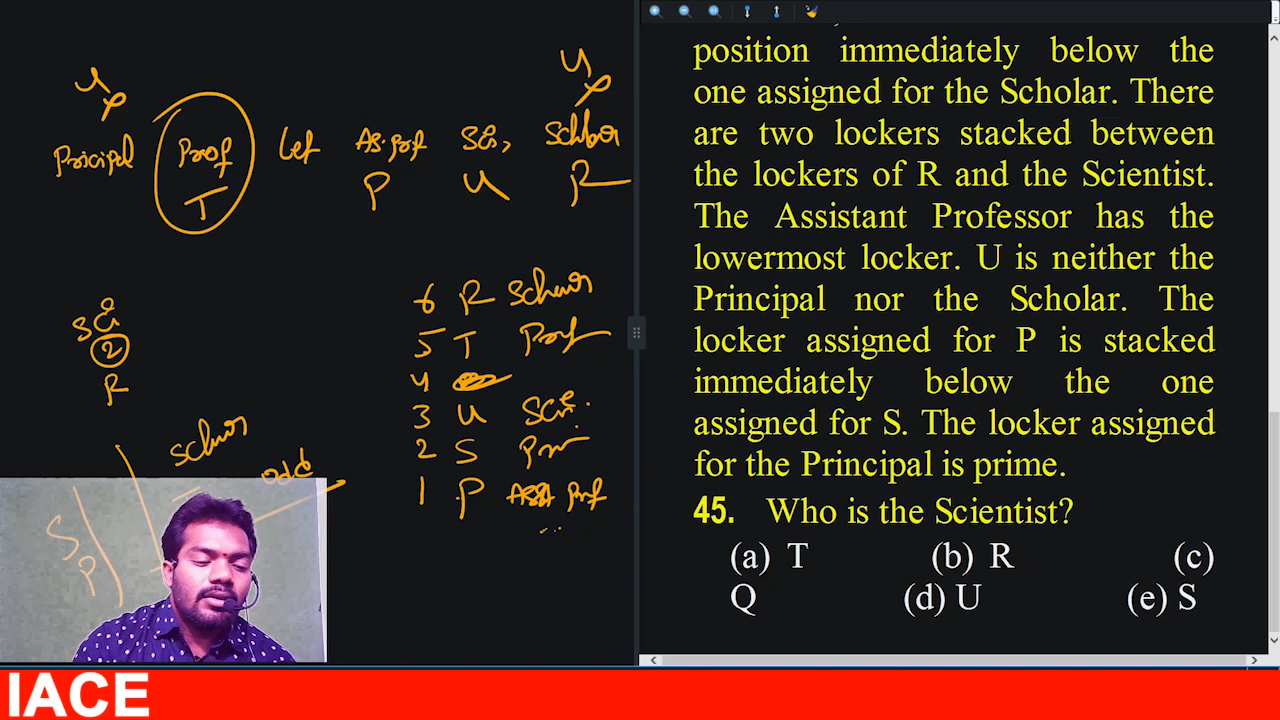 U U
Pricipal Prof Lef As.prof Sci, Scholar
T P U R
6 R Scholar
5 T Prof
4
3 U Sci.
2 S Prin
1 P Asst prof
Sci
2
R
Scholar
odd
S
P
position immediately below the
one assigned for the Scholar. There
are two lockers stacked between
the lockers of R and the Scientist.
The Assistant Professor has the
lowermost locker. U is neither the
Principal nor the Scholar. The
locker assigned for P is stacked
immediately below the one
assigned for S. The locker assigned
for the Principal is prime.
45. Who is the Scientist?
(a) T (b) R (c)
Q (d) U (e) S
IACE